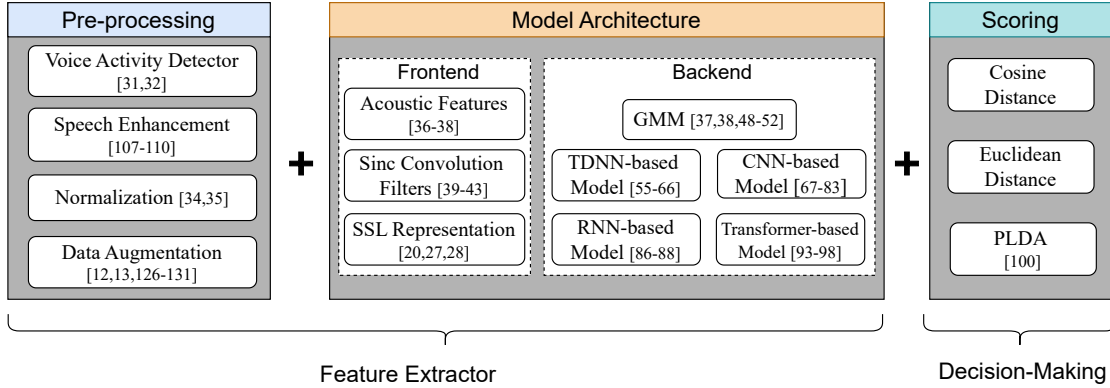 Pre-processing
Voice Activity Detector
[31,32]
Speech Enhancement
[107-110]
Normalization [34,35]
Data Augmentation
[12,13,126-131]
+
Model Architecture
Frontend
Acoustic Features
[36-38]
Sinc Convolution
Filters [39-43]
SSL Representation
[20,27,28]
Backend
GMM [37,38,48-52]
TDNN-based
Model [55-66]
CNN-based
Model [67-83]
RNN-based
Model [86-88]
Transformer-based
Model [93-98]
+
Scoring
Cosine
Distance
Euclidean
Distance
PLDA
[100]
Feature Extractor
Decision-Making